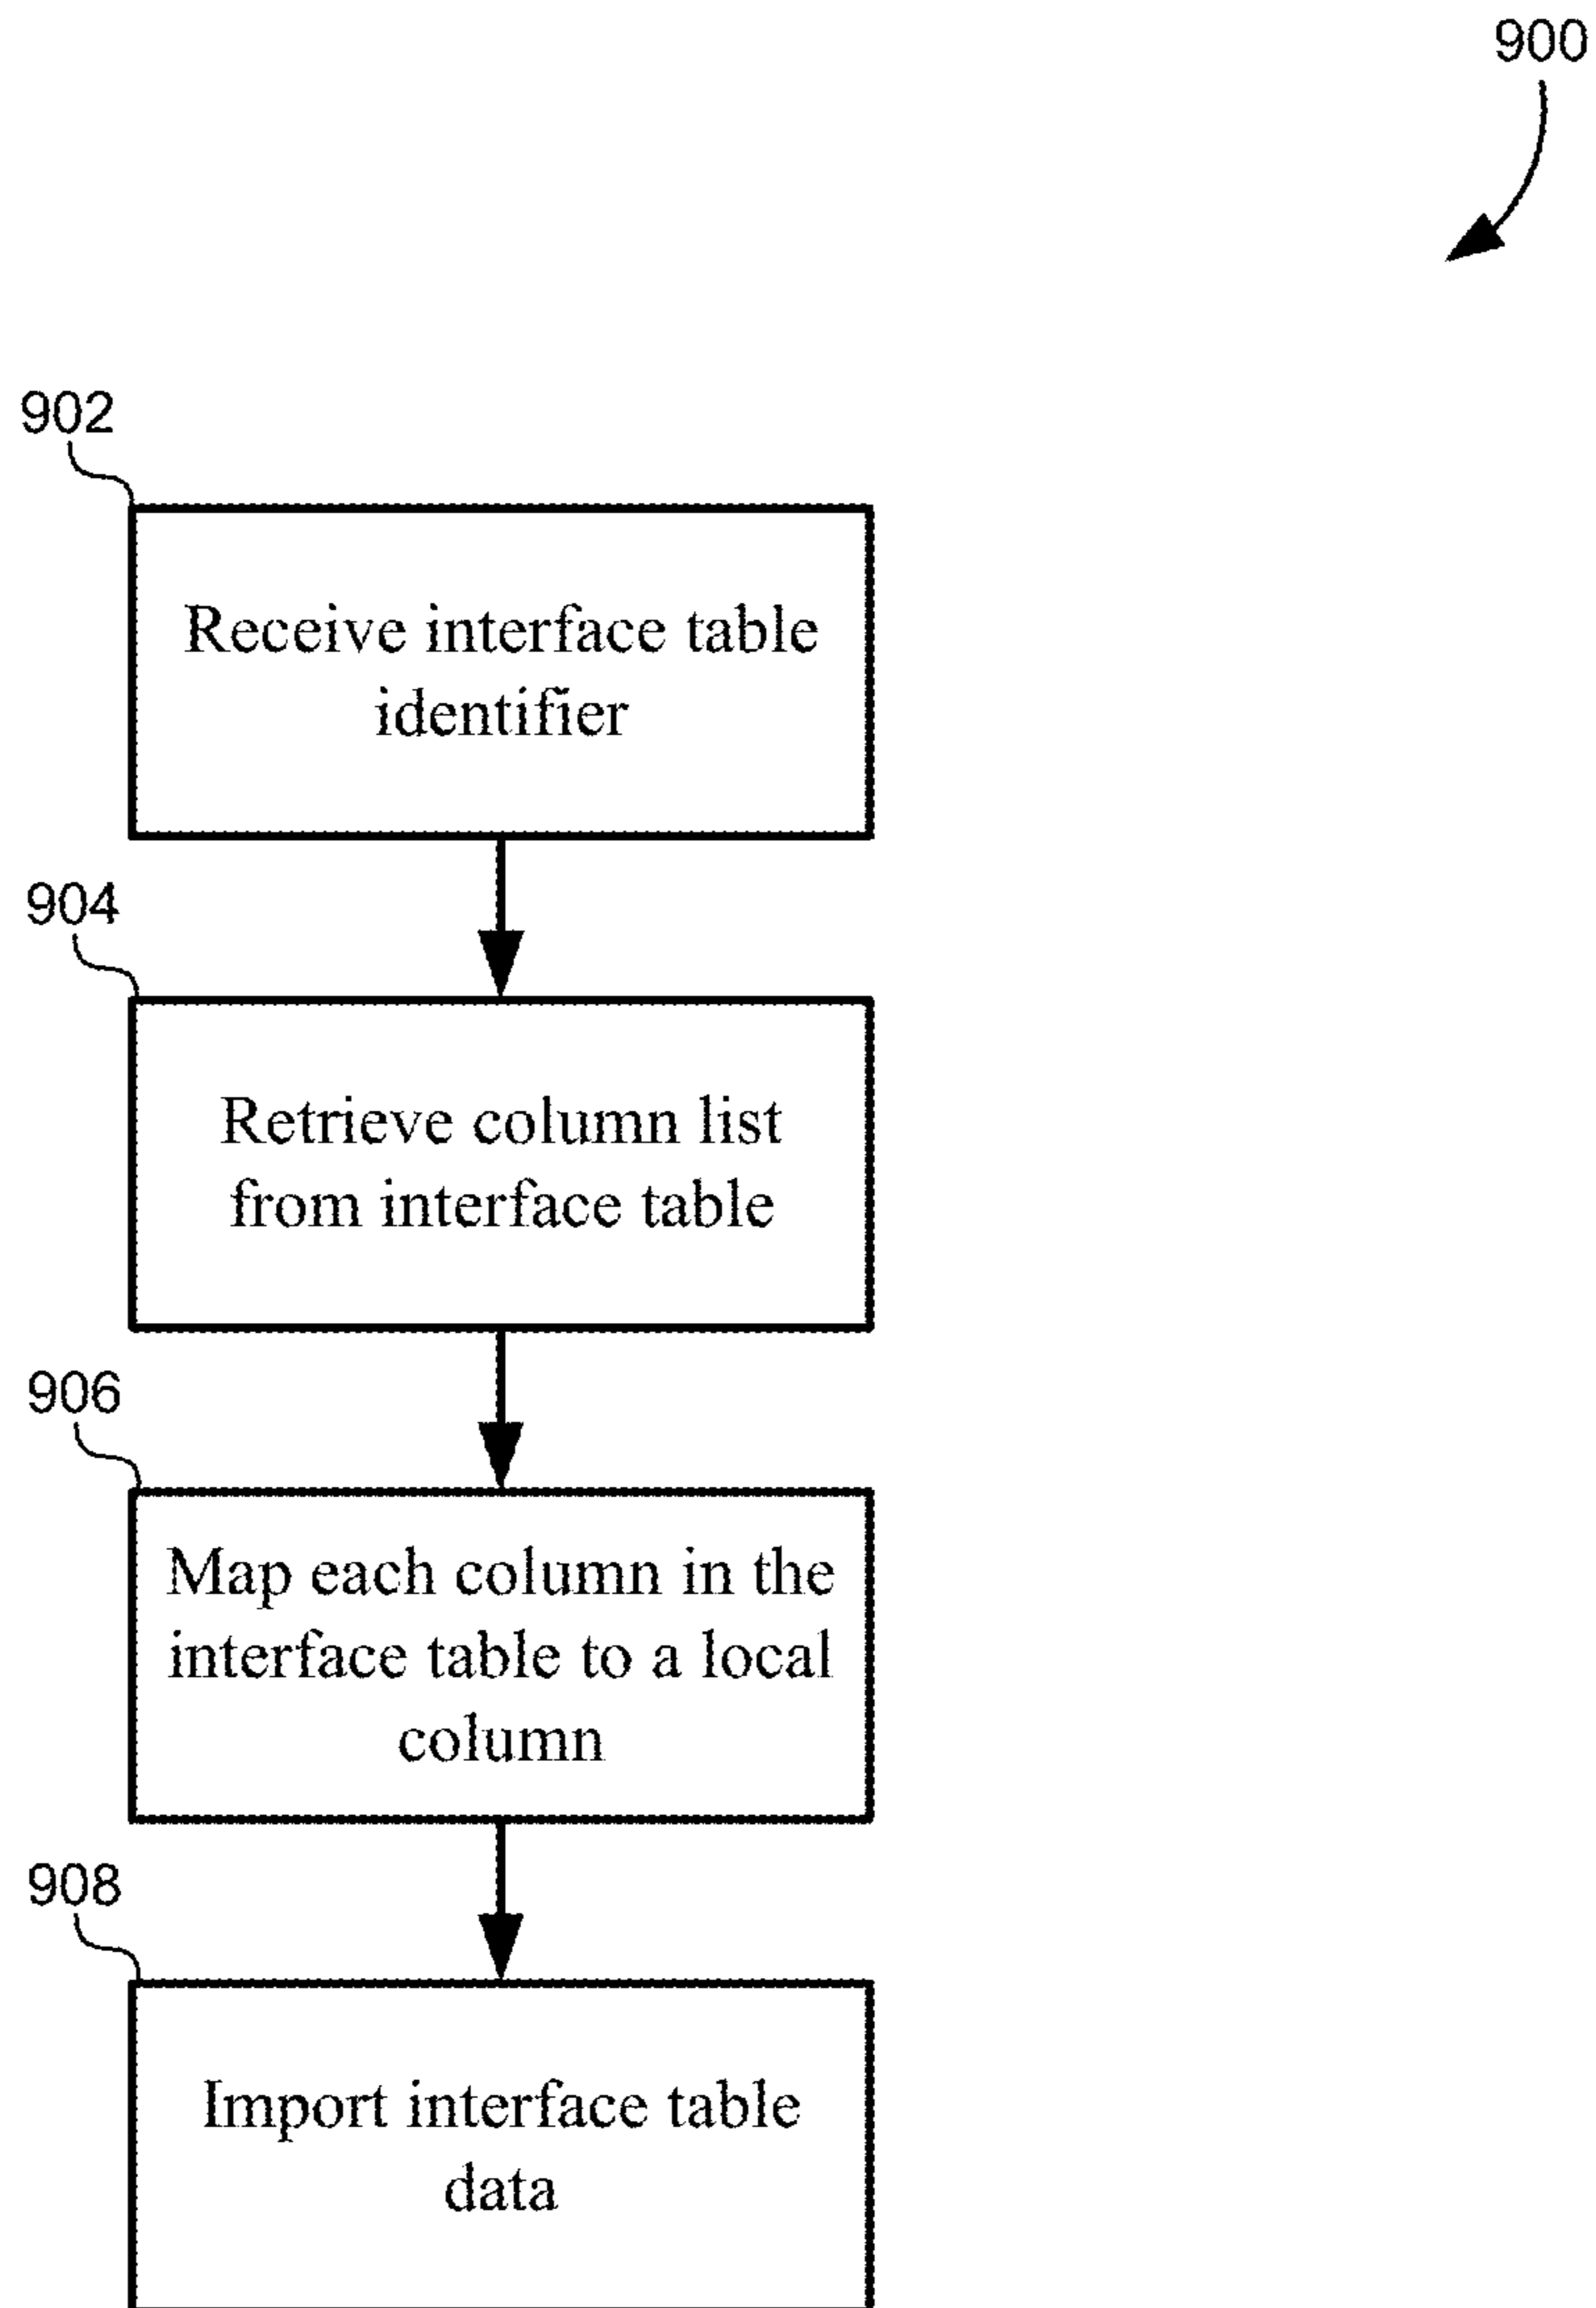 900
902
Receive interface table
identifier
904
Retrieve column list
from interface table
906
Map each column in the
interface table to a local
column
908
Import interface table
data